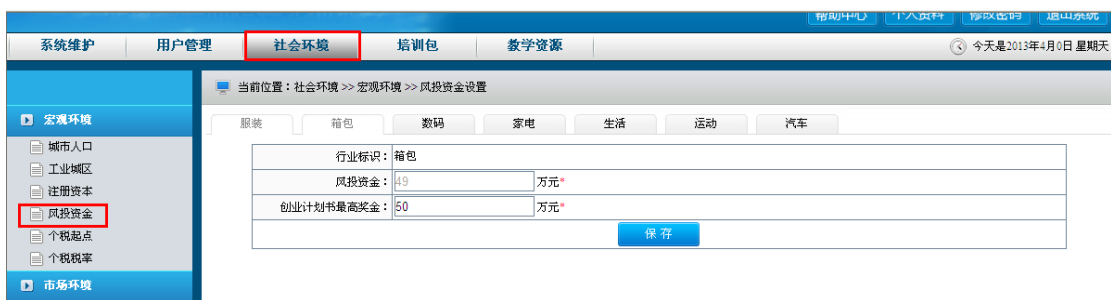 帮助中心 个人资料 修改密码 退出系统
系统维护 用户管理 社会环境 培训包 教学资源 今天是2013年4月0日 星期天
当前位置：社会环境 >> 宏观环境 >> 风投资金设置
宏观环境
城市人口
工业城区
注册资本
风投资金
个税起点
个税税率
市场环境
服装 箱包 数码 家电 生活 运动 汽车
行业标识：箱包
风投资金：49 万元*
创业计划书最高奖金：50 万元*
保存